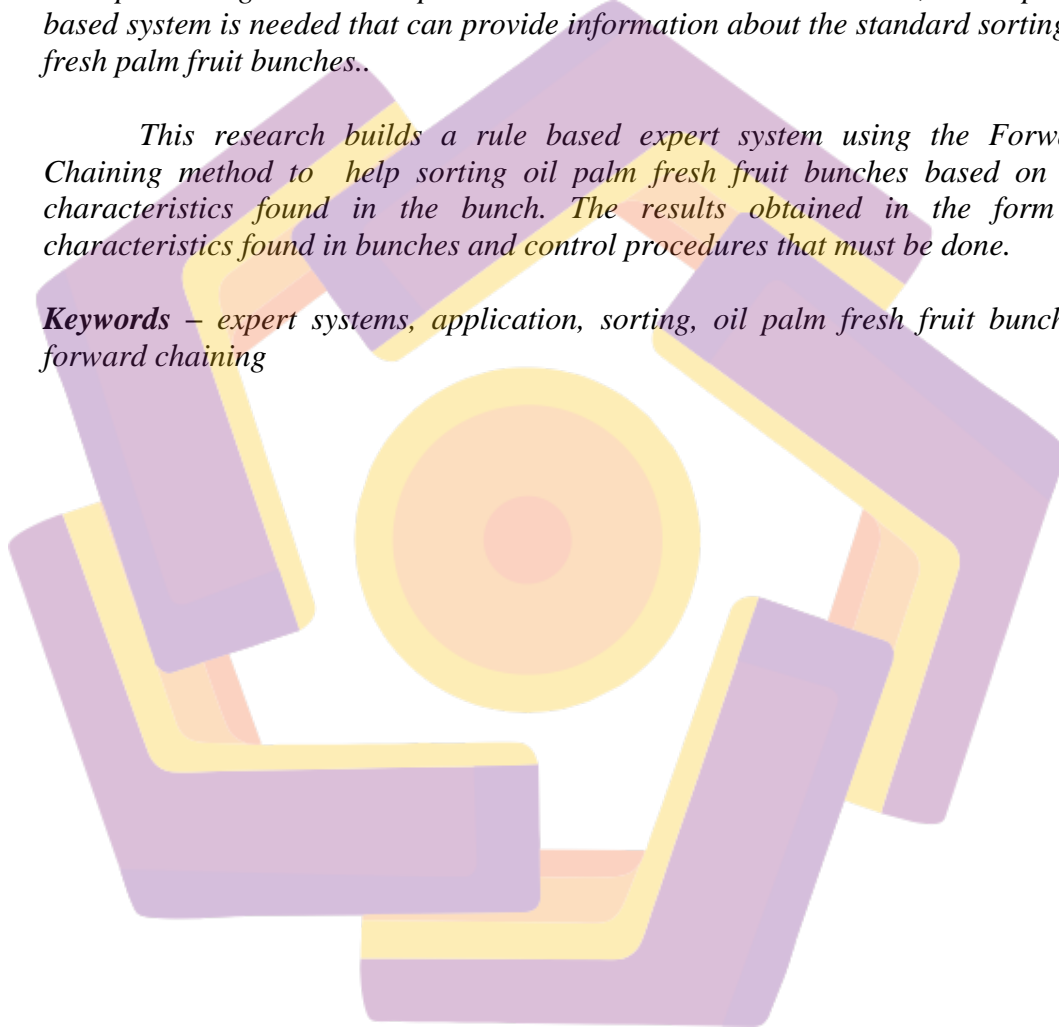 based system is needed that can provide information about the standard sorting
fresh palm fruit bunches..
This research builds a rule based expert system using the
Chaining method to help sorting oil palm fresh fruit bunches based on
characteristics found in the bunch. The results obtained in the form
characteristics found in bunches and control procedures that must be done.
Keywords – expert systems, application, sorting, oil palm fresh fruit
forward chaining